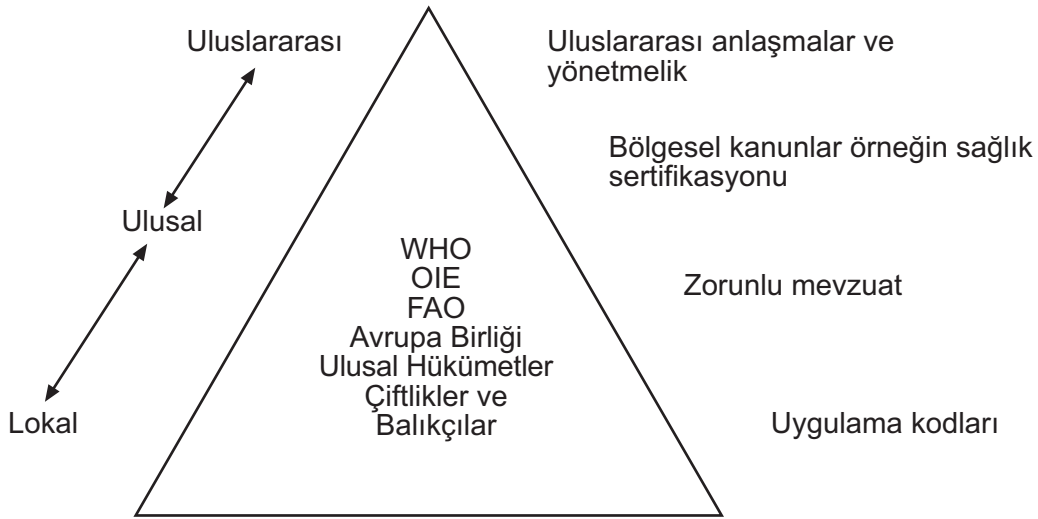 Uluslararası
Uluslararası anlaşmalar ve
yönetmelik
Bölgesel kanunlar örneğin sağlık
sertifikasyonu
Ulusal
WHO
OIE
FAO
Avrupa Birliği
Ulusal Hükümetler
Çiftlikler ve
Balıkçılar
Zorunlu mevzuat
Lokal
Uygulama kodları